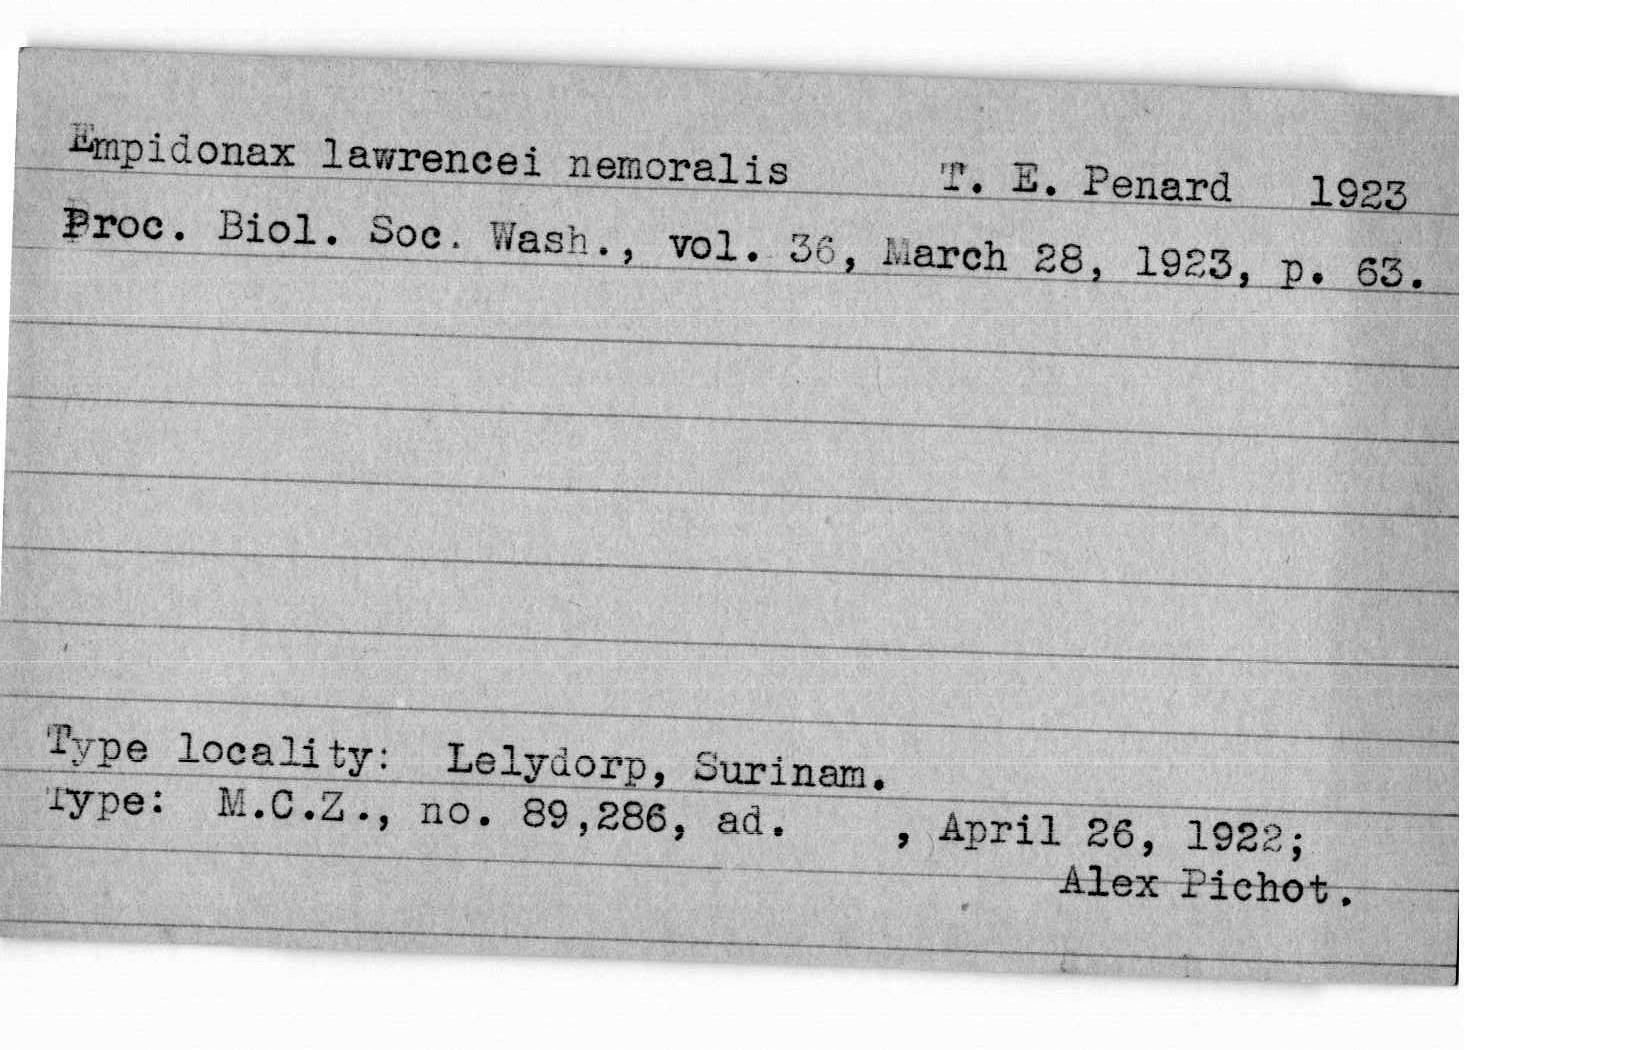 Empidonax lawrencei nemoralis T. E. Penard 1923
Proc. Biol. Soc. Wash., vol. 36, March 28, 1923, p. 63.
Type locality: Lelydorp, Surinam.
Type: M.C.Z., no. 89,286, ad. , April 26, 1922;
Alex Pichot.